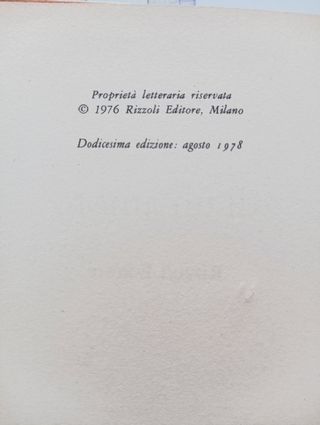 Proprietà letteraria riservata
© 1976 Rizzoli Editore, Milano
Dodicesima edizione: agosto 1978